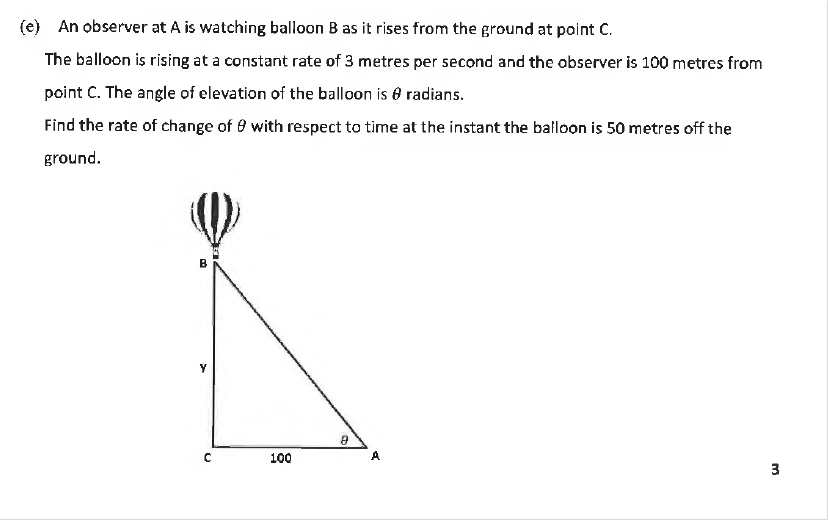 (e) An observer at A is watching balloon B as it rises from the ground at point C.
The balloon is rising at a constant rate of 3 metres per second and the observer is 100 metres from
point C. The angle of elevation of the balloon is θ radians.
Find the rate of change of θ with respect to time at the instant the balloon is 50 metres off the
ground.
B
y
θ
C 100 A
3